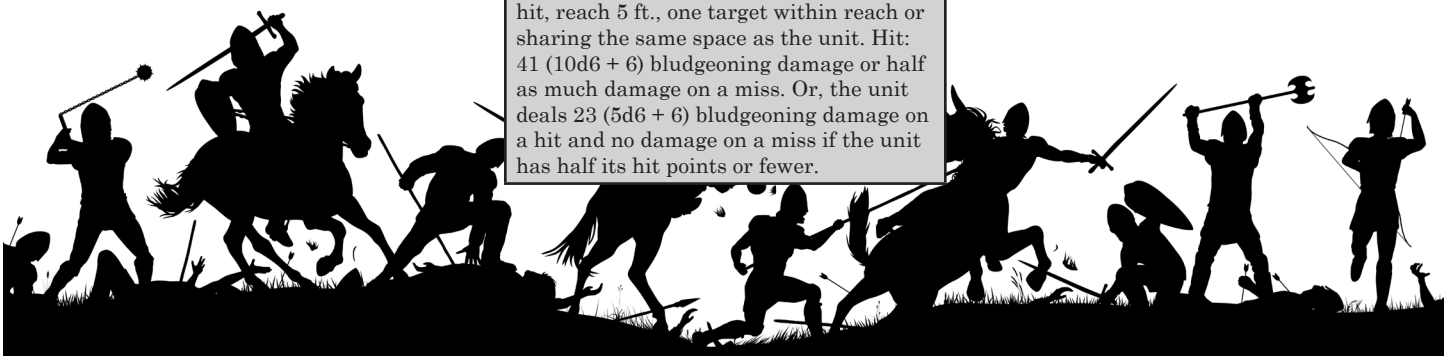 hit, reach 5 ft., one target within reach or
sharing the same space as the unit. Hit:
41 (10d6 + 6) bludgeoning damage or half
as much damage on a miss. Or, the unit
deals 23 (5d6 + 6) bludgeoning damage on
a hit and no damage on a miss if the unit
has half its hit points or fewer.